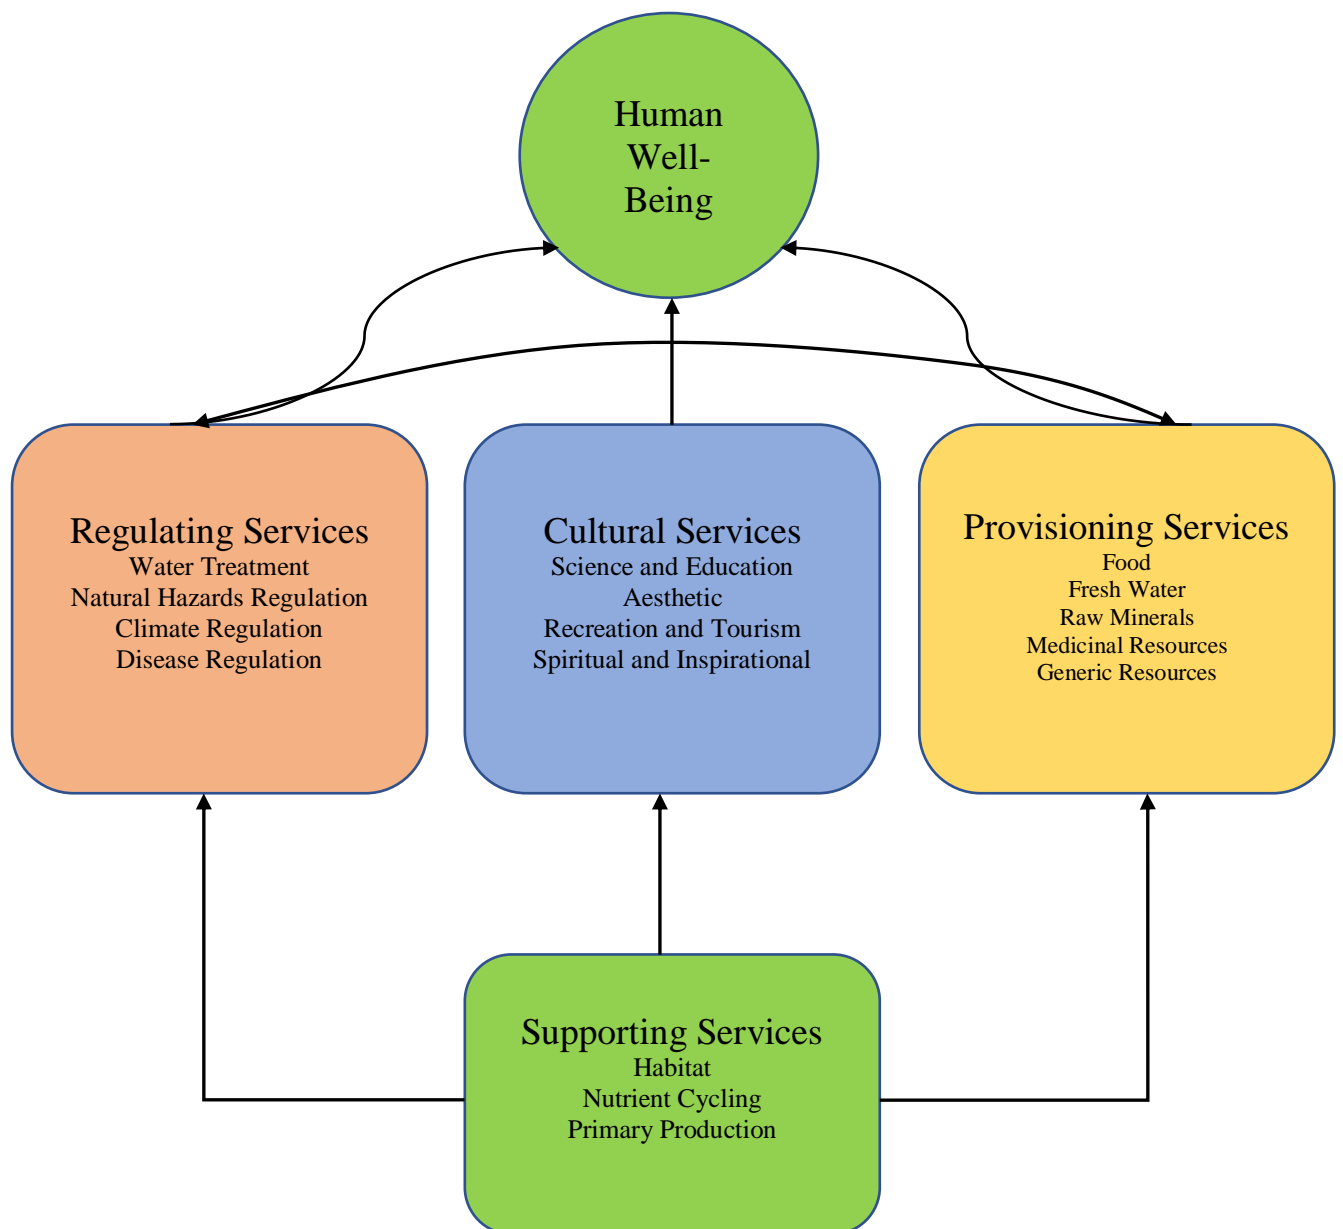 Human
Well-
Being
Regulating Services
Water Treatment
Natural Hazards Regulation
Climate Regulation
Disease Regulation
Cultural Services
Science and Education
Aesthetic
Recreation and Tourism
Spiritual and Inspirational
Provisioning Services
Food
Fresh Water
Raw Minerals
Medicinal Resources
Generic Resources
Supporting Services
Habitat
Nutrient Cycling
Primary Production